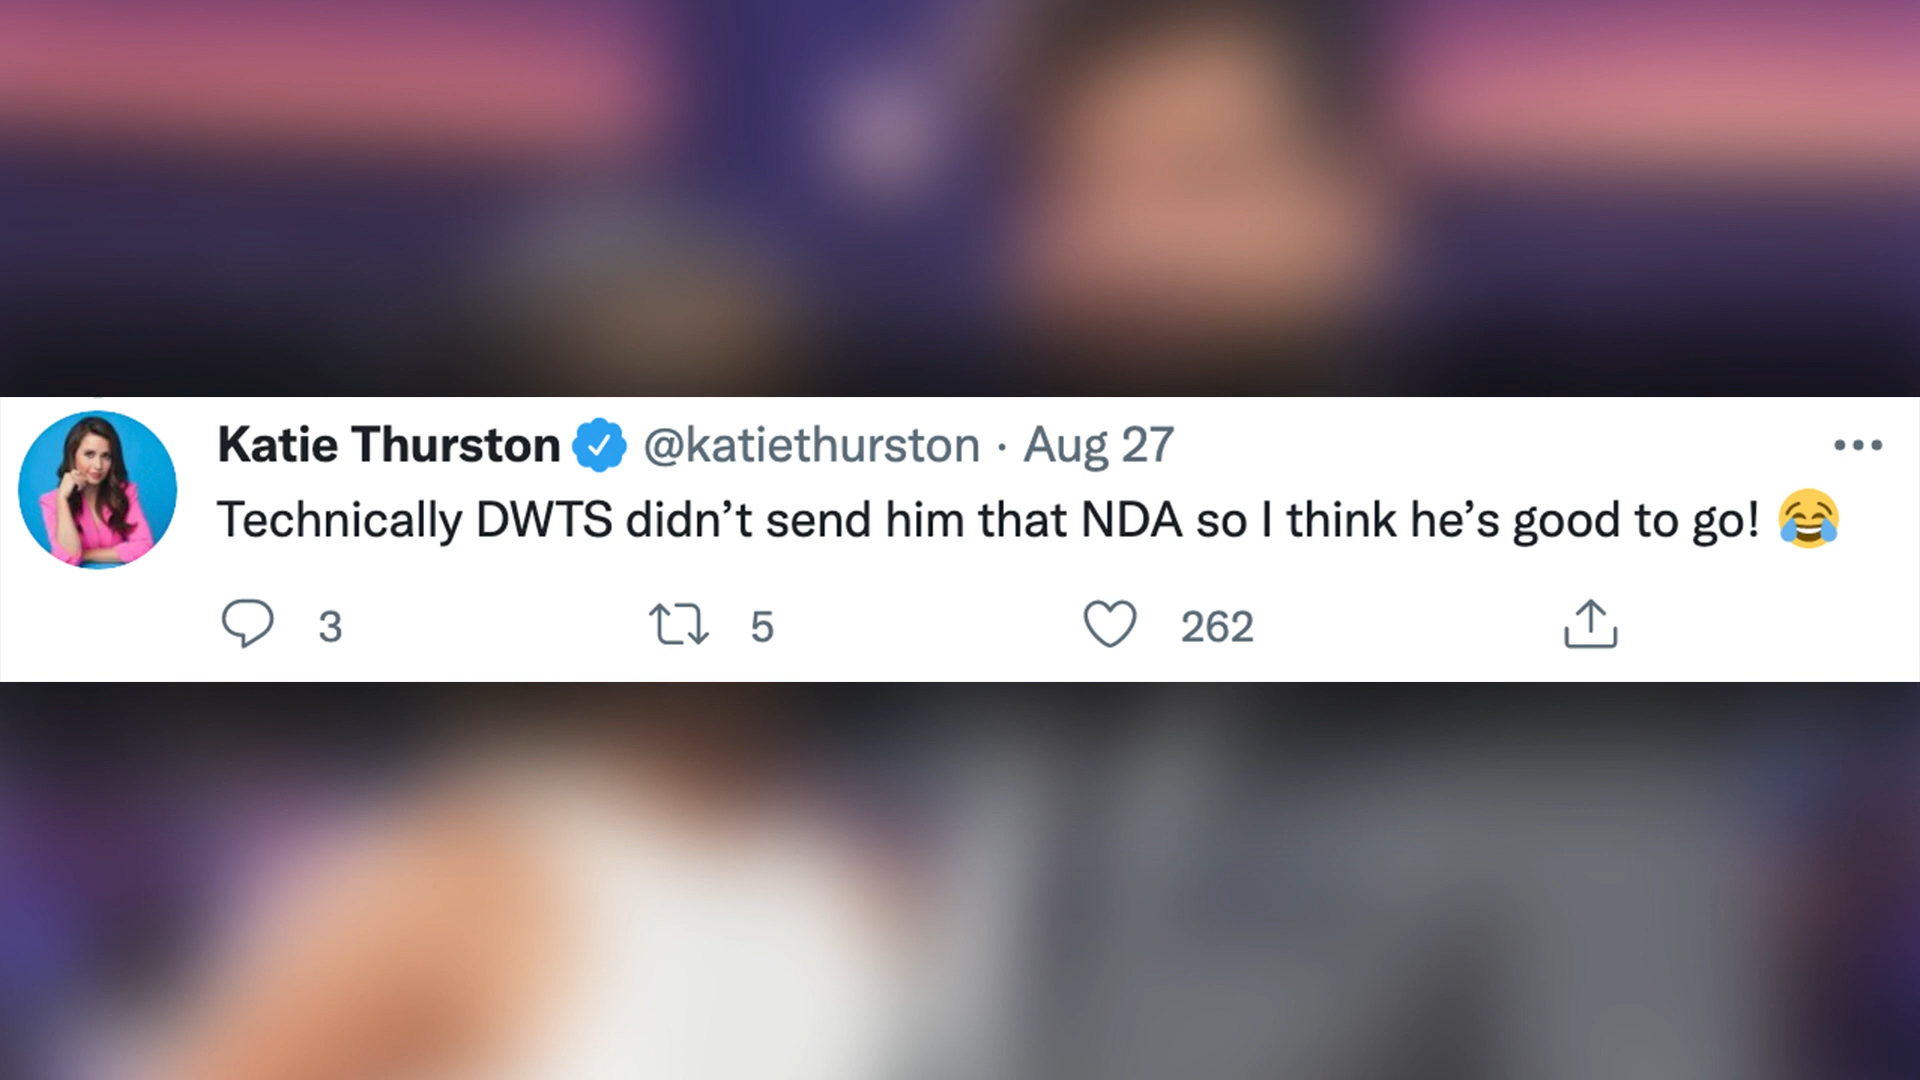 Katie Thurston @katiethurston · Aug 27
Technically DWTS didn’t send him that NDA so I think he’s good to go! 😂
3 5 262